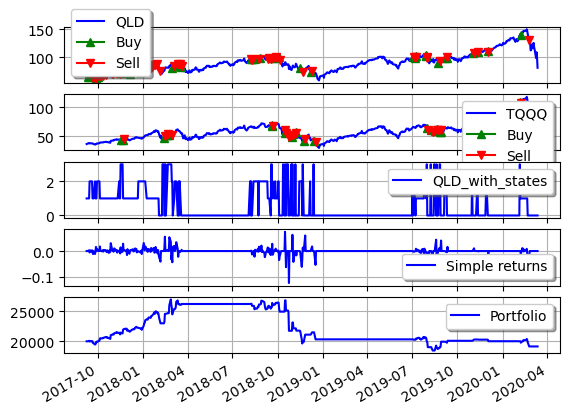 QLD
Buy
Sell
150
100
TQQQ
Buy
Sell
100
50
QLD_with_states
2
0
Simple returns
0.0
−0.1
Portfolio
25000
20000
2017-10
2018-01
2018-04
2018-07
2018-10
2019-01
2019-04
2019-07
2019-10
2020-01
2020-04